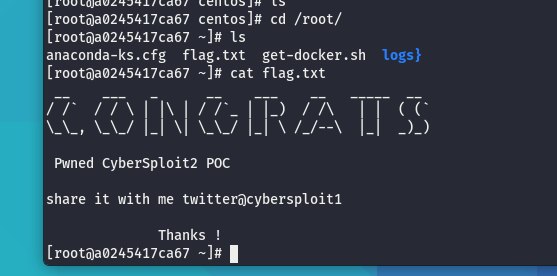 [root@a0245417ca67 centos]# ls
[root@a0245417ca67 centos]# cd /root/
[root@a0245417ca67 ~]# ls
anaconda-ks.cfg  flag.txt  get-docker.sh  logs}
[root@a0245417ca67 ~]# cat flag.txt
CONGRATS
Pwned CyberSploit2 POC
share it with me twitter@cybersploit1
Thanks !
[root@a0245417ca67 ~]#